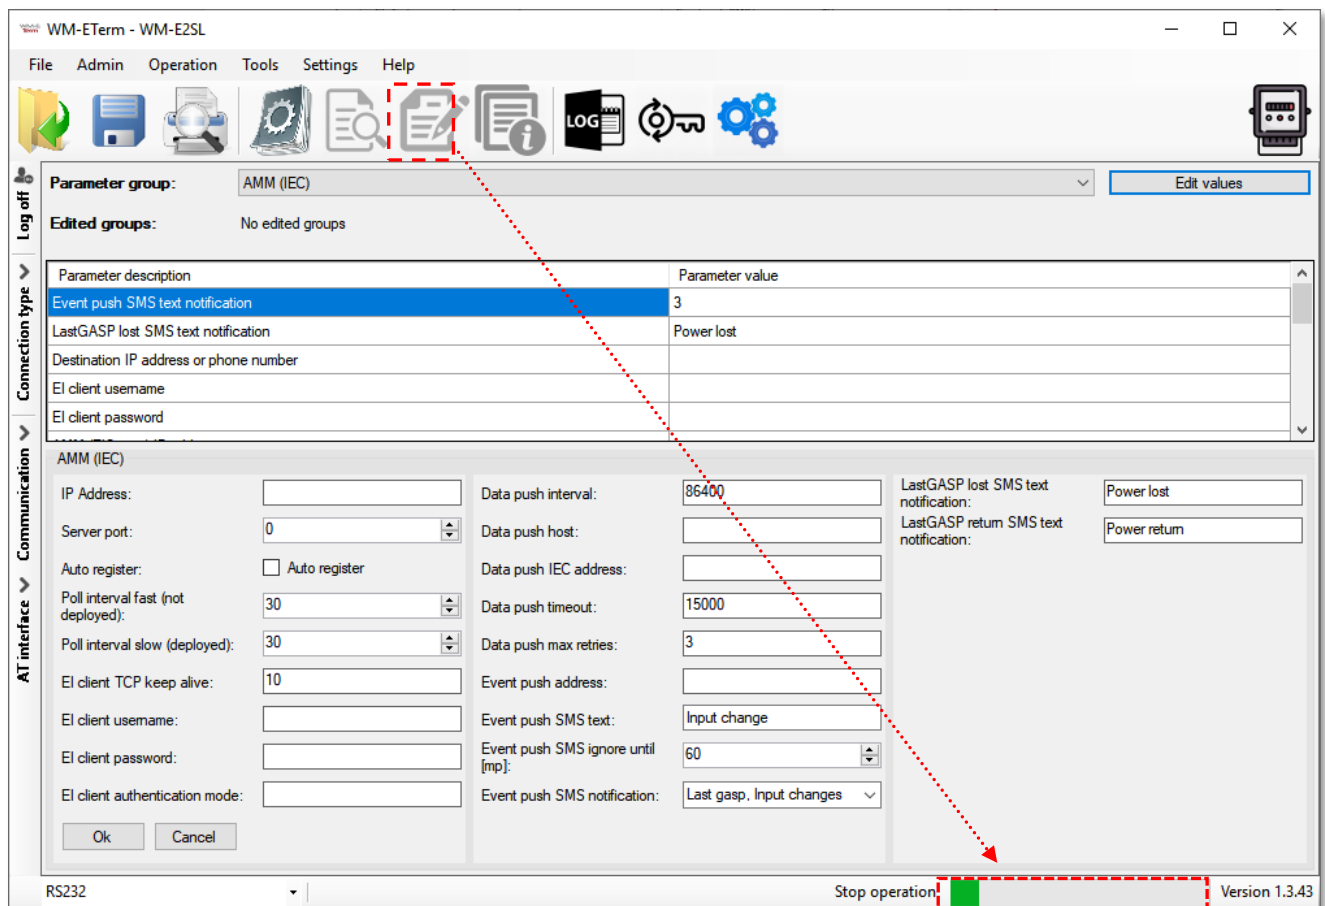 WM-ETerm - WM-E2SL
File Admin Operation Tools Settings Help
LOG
Log off
Connection type
Communication
AT interface
Parameter group: AMM (IEC) Edit values
Edited groups: No edited groups
Parameter description Parameter value
Event push SMS text notification 3
LastGASP lost SMS text notification Power lost
Destination IP address or phone number
EI client username
EI client password
AMM (IEC)
IP Address:
Server port: 0
Auto register: Auto register
Poll interval fast (not
deployed): 30
Poll interval slow (deployed): 30
EI client TCP keep alive: 10
EI client username:
EI client password:
EI client authentication mode:
Ok Cancel
Data push interval: 86400
Data push host:
Data push IEC address:
Data push timeout: 15000
Data push max retries: 3
Event push address:
Event push SMS text: Input change
Event push SMS ignore until
[mp]: 60
Event push SMS notification: Last gasp, Input changes
LastGASP lost SMS text
notification: Power lost
LastGASP return SMS text
notification: Power return
RS232 Stop operation Version 1.3.43